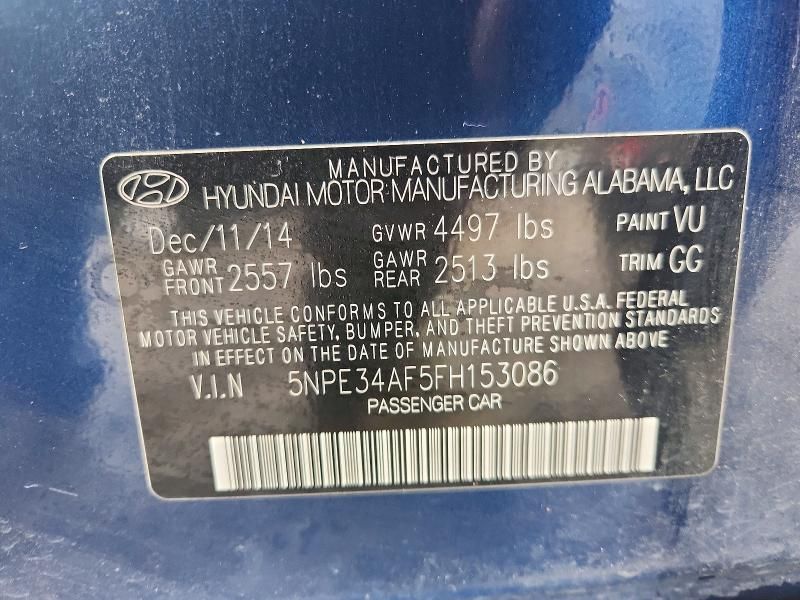 MANUFACTURED BY
HYUNDAI MOTOR MANUFACTURING ALABAMA, LLC
Dec/11/14 GVWR 4497 lbs PAINT VU
GAWR FRONT 2557 lbs GAWR REAR 2513 lbs TRIM GG
THIS VEHICLE CONFORMS TO ALL APPLICABLE U.S.A. FEDERAL
MOTOR VEHICLE SAFETY, BUMPER, AND THEFT PREVENTION STANDARDS
IN EFFECT ON THE DATE OF MANUFACTURE SHOWN ABOVE
V.I.N 5NPE34AF5FH153086
PASSENGER CAR